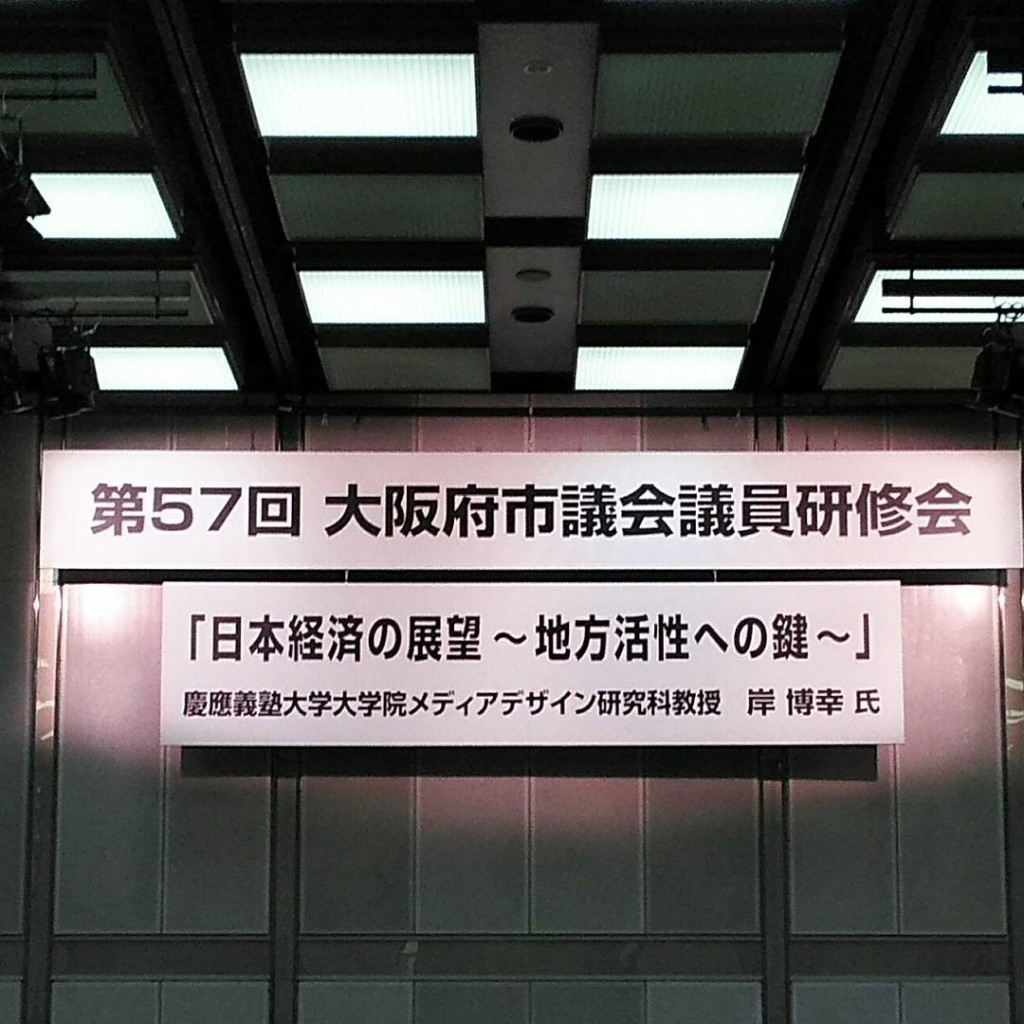 第57回 大阪府市議会議員研修会
「日本経済の展望～地方活性への鍵～」
慶應義塾大学大学院メディアデザイン研究科教授　岸 博幸 氏